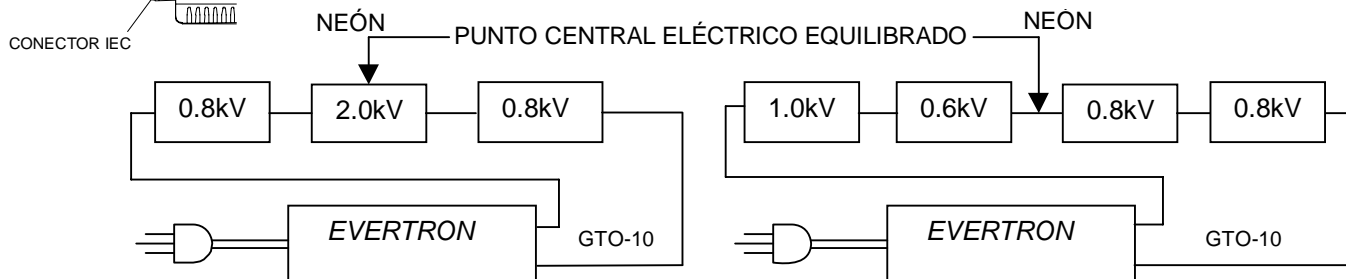 CONECTOR IEC
NEÓN PUNTO CENTRAL ELÉCTRICO EQUILIBRADO NEÓN
0.8kV 2.0kV 0.8kV 1.0kV 0.6kV 0.8kV 0.8kV
EVERTRON GTO-10 EVERTRON GTO-10